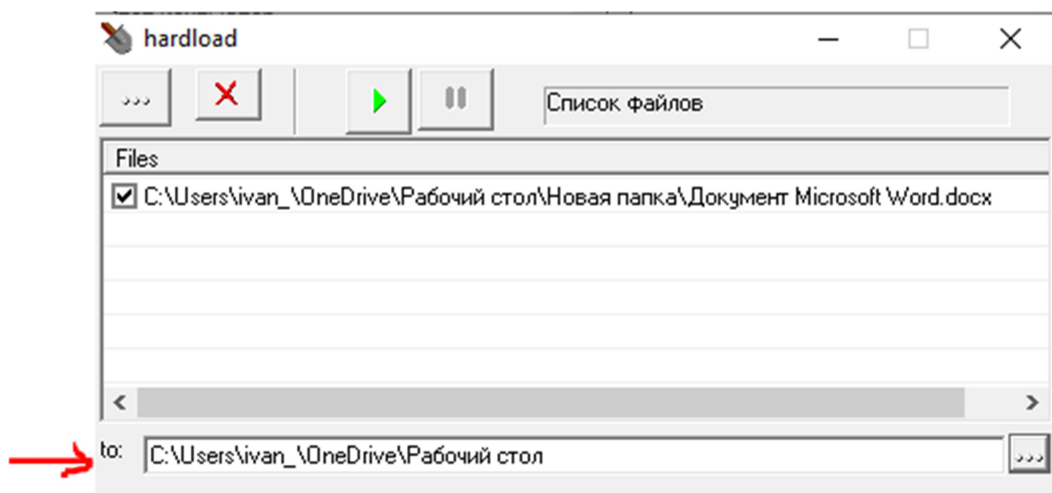 hardload
... Список файлов
Files
C:\Users\ivan_\OneDrive\Рабочий стол\Новая папка\Документ Microsoft Word.docx
to: C:\Users\ivan_\OneDrive\Рабочий стол ...